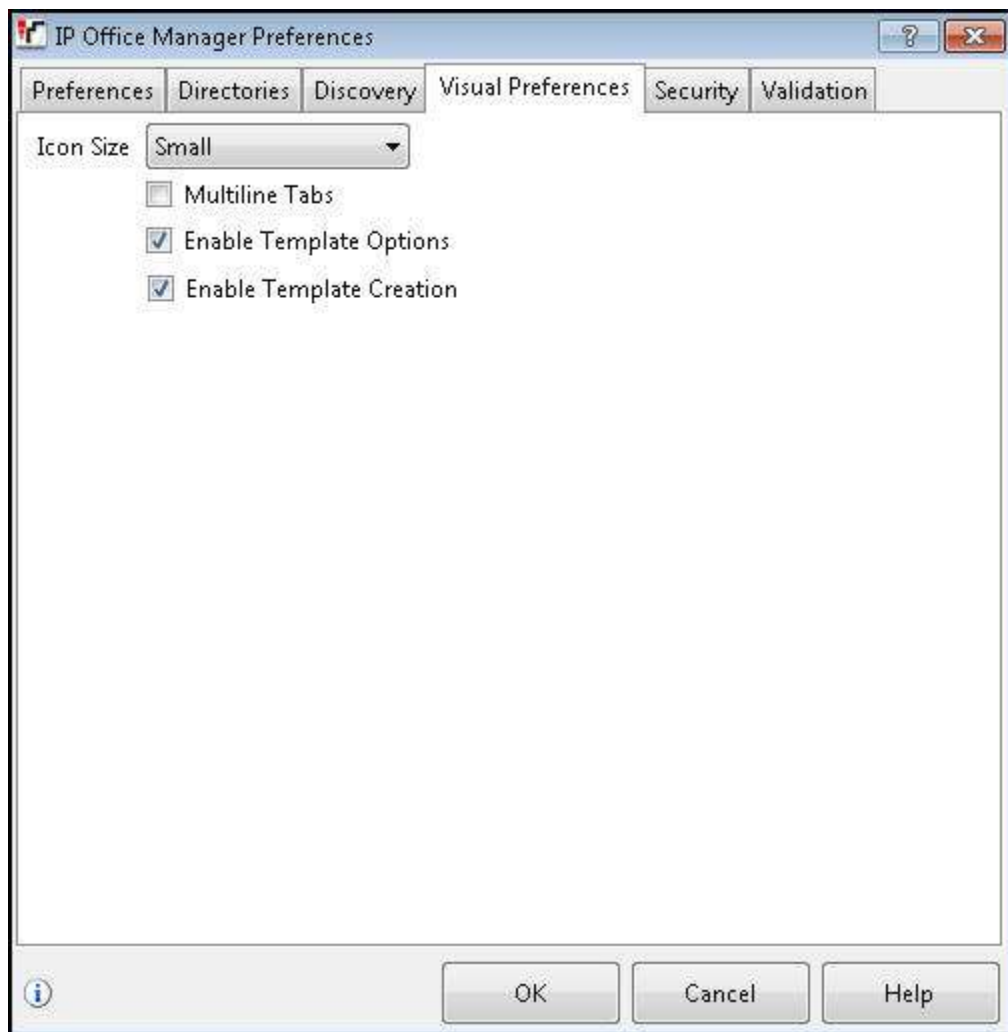 IP Office Manager Preferences
Preferences Directories Discovery Visual Preferences Security Validation
Icon Size Small
Multiline Tabs
Enable Template Options
Enable Template Creation
OK Cancel Help